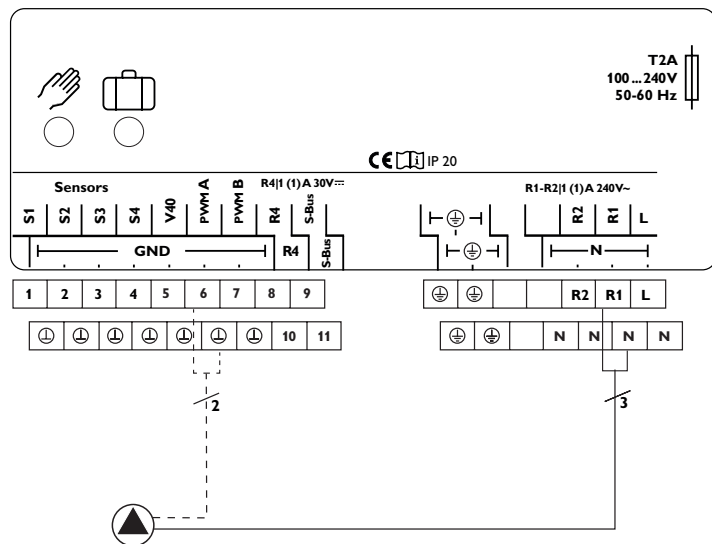 T2A
100 ... 240V
50-60 Hz
CE i IP 20
Sensors
R4|1 (1) A 30V⎓
R1-R2|1 (1) A 240V~
S1 S2 S3 S4 V40 PWM A PWM B R4 S-Bus
R2 R1 L
GND R4 S-Bus
N
1 2 3 4 5 6 7 8 9
R2 R1 L
10 11
N N N N
2
3